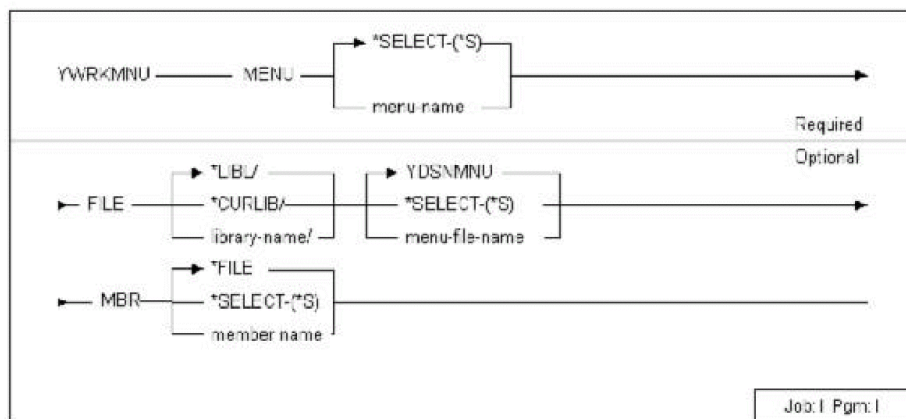 *SELECT-(*S)
YWRKMNU MENU
menu-name
Required
Optional
*LIBL/ YDSNMNU
FILE *CURLIB/ *SELECT-(*S)
library-name/ menu-file-name
*FILE
MBR *SELECT-(*S)
member name
Job: I Pgm: I